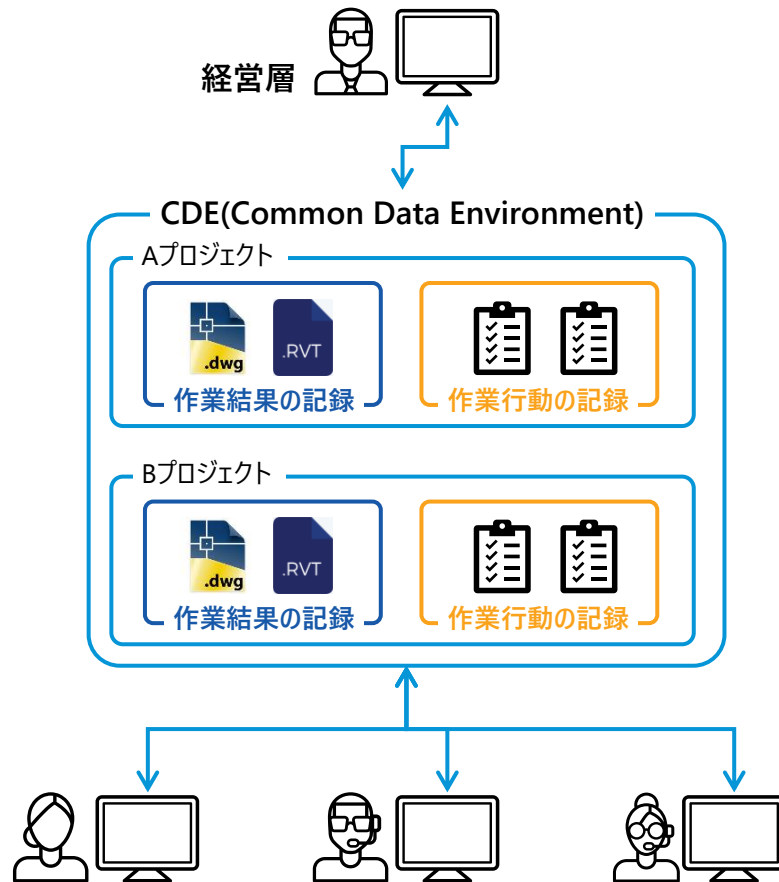 経営層
CDE(Common Data Environment)
Aプロジェクト
.dwg
.RVT
作業結果の記録
作業行動の記録
Bプロジェクト
.dwg
.RVT
作業結果の記録
作業行動の記録